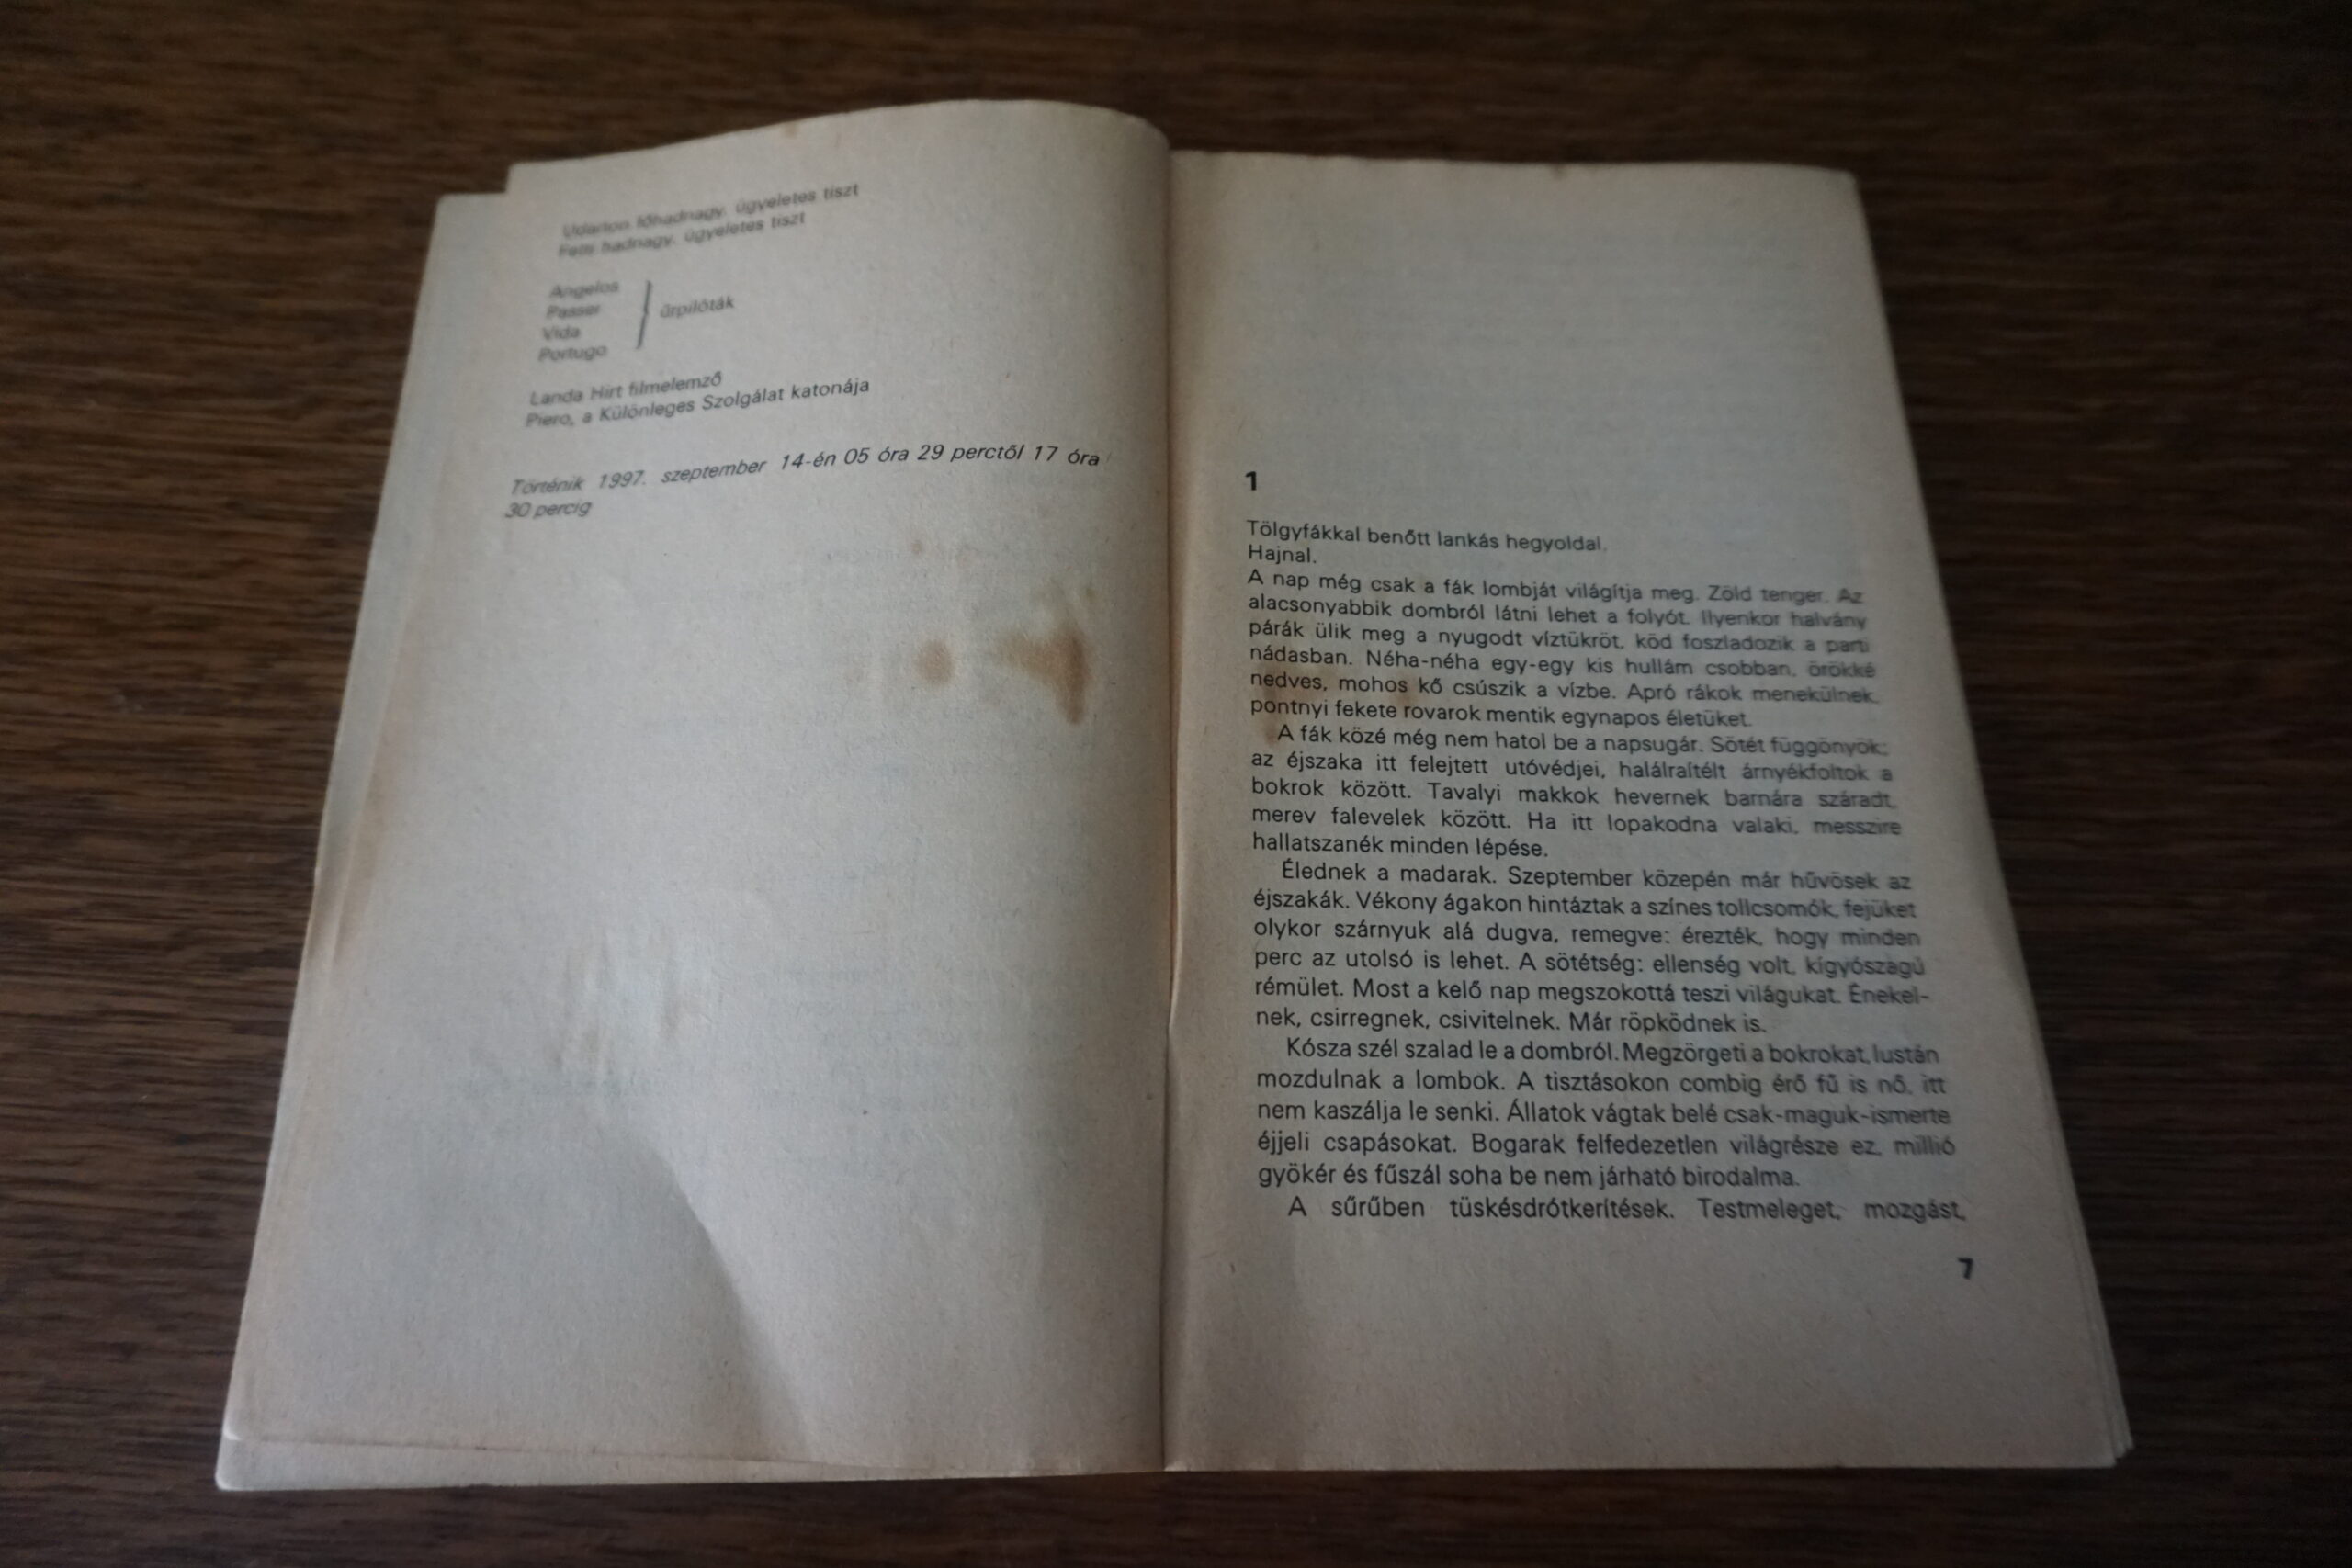 főhadnagy, ügyeletes tiszt
hadnagy, ügyeletes tiszt
Angelos
Passer
Vida
Portugo
űrpilóták
Landa Hirt filmelemző
Piero, a Különleges Szolgálat katonája
Történik 1997. szeptember 14-én 05 óra 29 perctől 17 óra
30 percig
1
Tölgyfákkal benőtt lankás hegyoldal.
Hajnal.
A nap még csak a fák lombját világítja meg. Zöld tenger. Az
alacsonyabbik dombról látni lehet a folyót. Ilyenkor halvány
párák ülik meg a nyugodt víztükröt, köd foszladozik a parti
nádasban. Néha-néha egy-egy kis hullám csobban, örökké
nedves, mohos kő csúszik a vízbe. Apró rákok menekülnek,
pontnyi fekete rovarok mentik egynapos életüket.
A fák közé még nem hatol be a napsugár. Sötét függönyök;
az éjszaka itt felejtett utóvédjei, halálraítélt árnyékfoltok a
bokrok között. Tavalyi makkok hevernek barnára száradt,
merev falevelek között. Ha itt lopakodna valaki, messzire
hallatszanék minden lépése.
Élednek a madarak. Szeptember közepén már hűvösek az
éjszakák. Vékony ágakon hintáztak a színes tollcsomók, fejüket
olykor szárnyuk alá dugva, remegve: érezték, hogy minden
perc az utolsó is lehet. A sötétség: ellenség volt, kígyószagú
rémület. Most a kelő nap megszokottá teszi világukat. Énekel-
nek, csirregnek, csivitelnek. Már röpködnek is.
Kósza szél szalad le a dombról. Megzörgeti a bokrokat, lustán
mozdulnak a lombok. A tisztásokon combig érő fű is nő, itt
nem kaszálja le senki. Állatok vágtak belé csak-maguk-ismerte
éjjeli csapásokat. Bogarak felfedezetlen világrésze ez, millió
gyökér és fűszál soha be nem járható birodalma.
A sűrűben tüskésdrótkerítések. Testmeleget, mozgást,
7